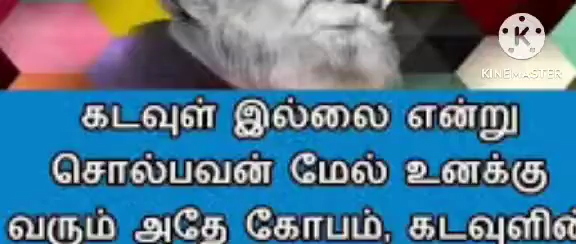 KINEMASTER
கடவுள் இல்லை என்று
சொல்பவன் மேல் உனக்கு
வரும் அதே கோபம், கடவுளின்